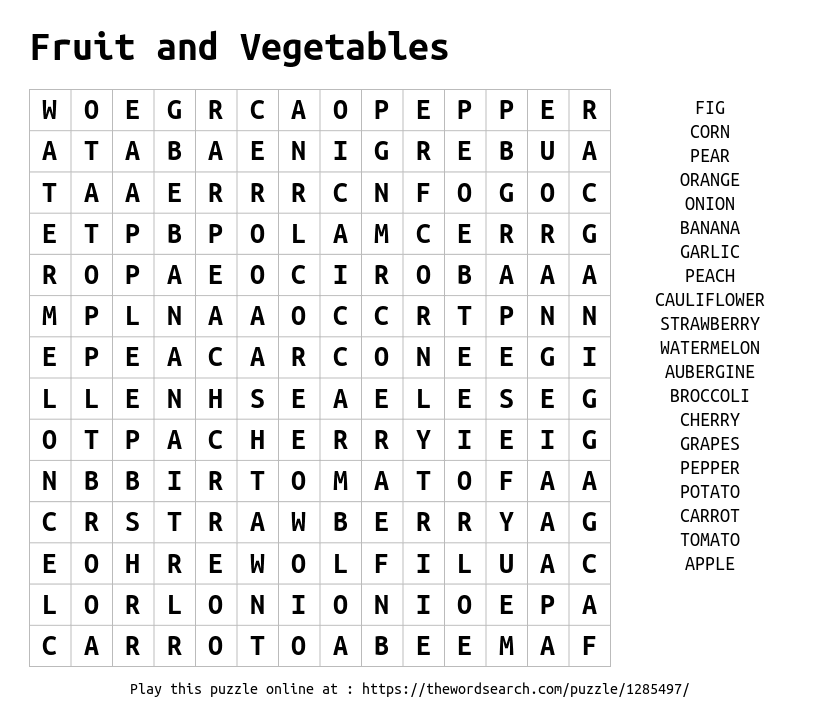 Fruit and Vegetables
W O E G R C A O P E P P E R
A T A B A E N I G R E B U A
T A A E R R R C N F O G O C
E T P B P O L A M C E R R G
R O P A E O C I R O B A A A
M P L N A A O C C R T P N N
E P E A C A R C O N E E G I
L L E N H S E A E L E S E G
O T P A C H E R R Y I E I G
N B B I R T O M A T O F A A
C R S T R A W B E R R Y A G
E O H R E W O L F I L U A C
L O R L O N I O N I O E P A
C A R R O T O A B E E M A F
FIG
CORN
PEAR
ORANGE
ONION
BANANA
GARLIC
PEACH
CAULIFLOWER
STRAWBERRY
WATERMELON
AUBERGINE
BROCCOLI
CHERRY
GRAPES
PEPPER
POTATO
CARROT
TOMATO
APPLE
Play this puzzle online at : https://thewordsearch.com/puzzle/1285497/